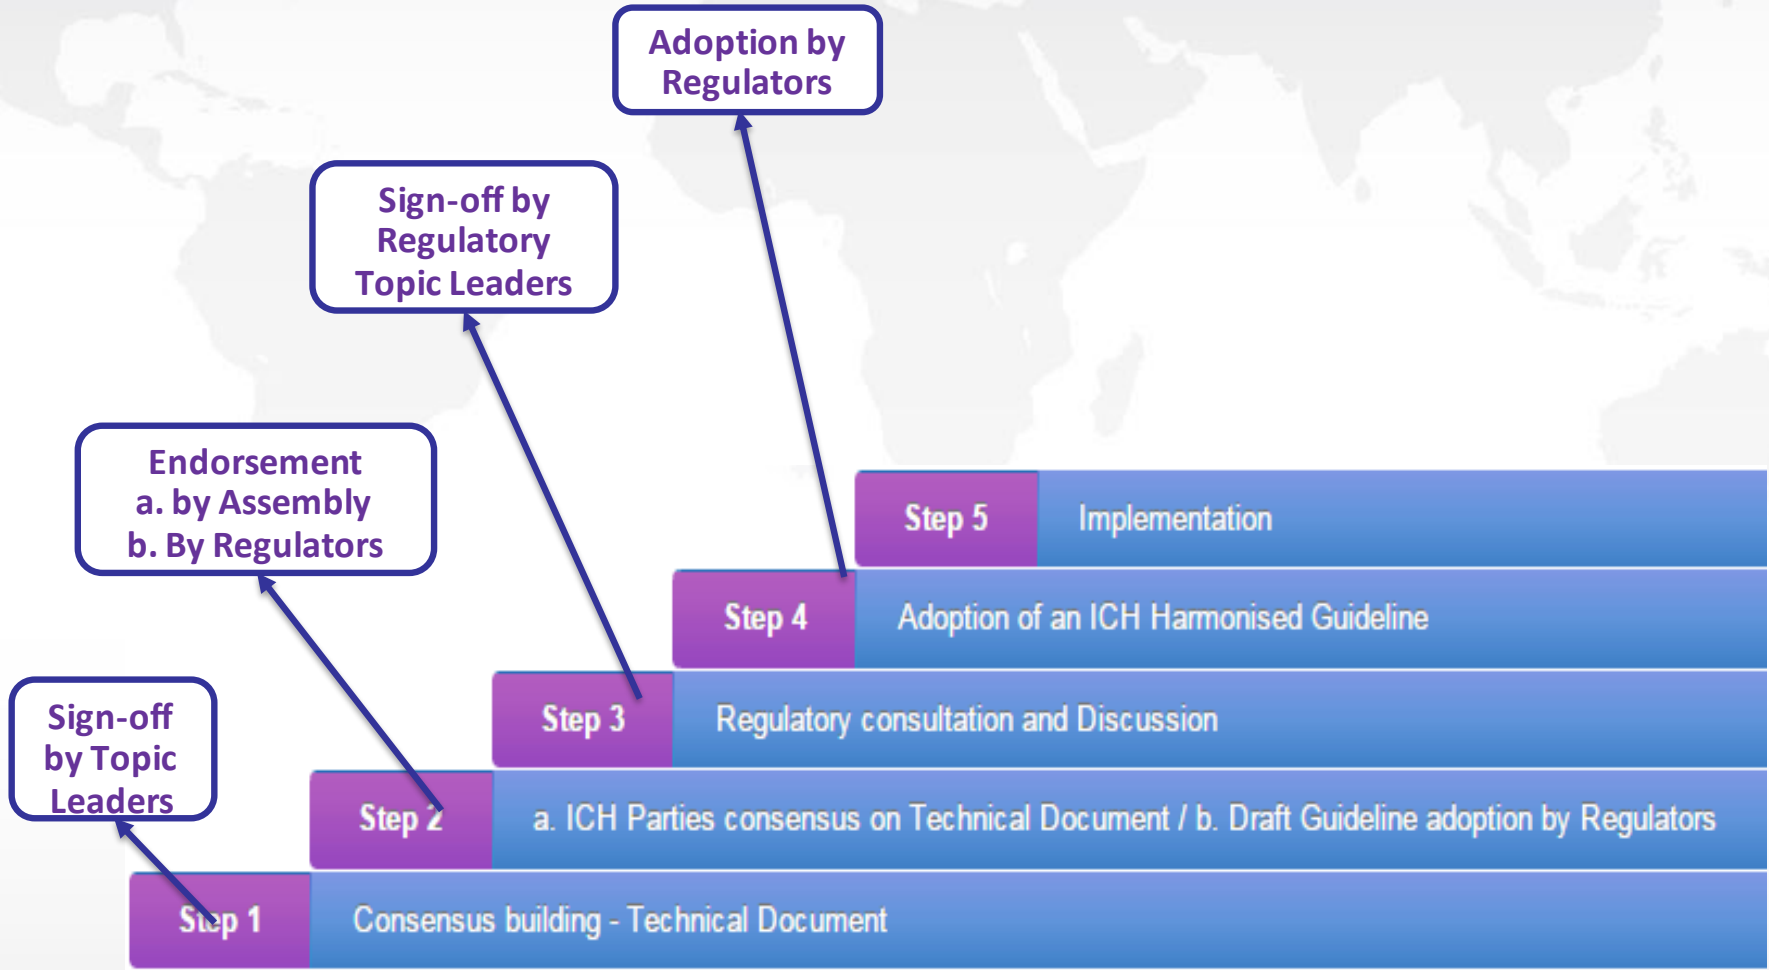 Adoption by
Regulators
Sign-off by
Regulatory
Topic Leaders
Endorsement
a. by Assembly
b. By Regulators
Sign-off
by Topic
Leaders
Step 5 Implementation
Step 4 Adoption of an ICH Harmonised Guideline
Step 3 Regulatory consultation and Discussion
Step 2 a. ICH Parties consensus on Technical Document / b. Draft Guideline adoption by Regulators
Step 1 Consensus building - Technical Document